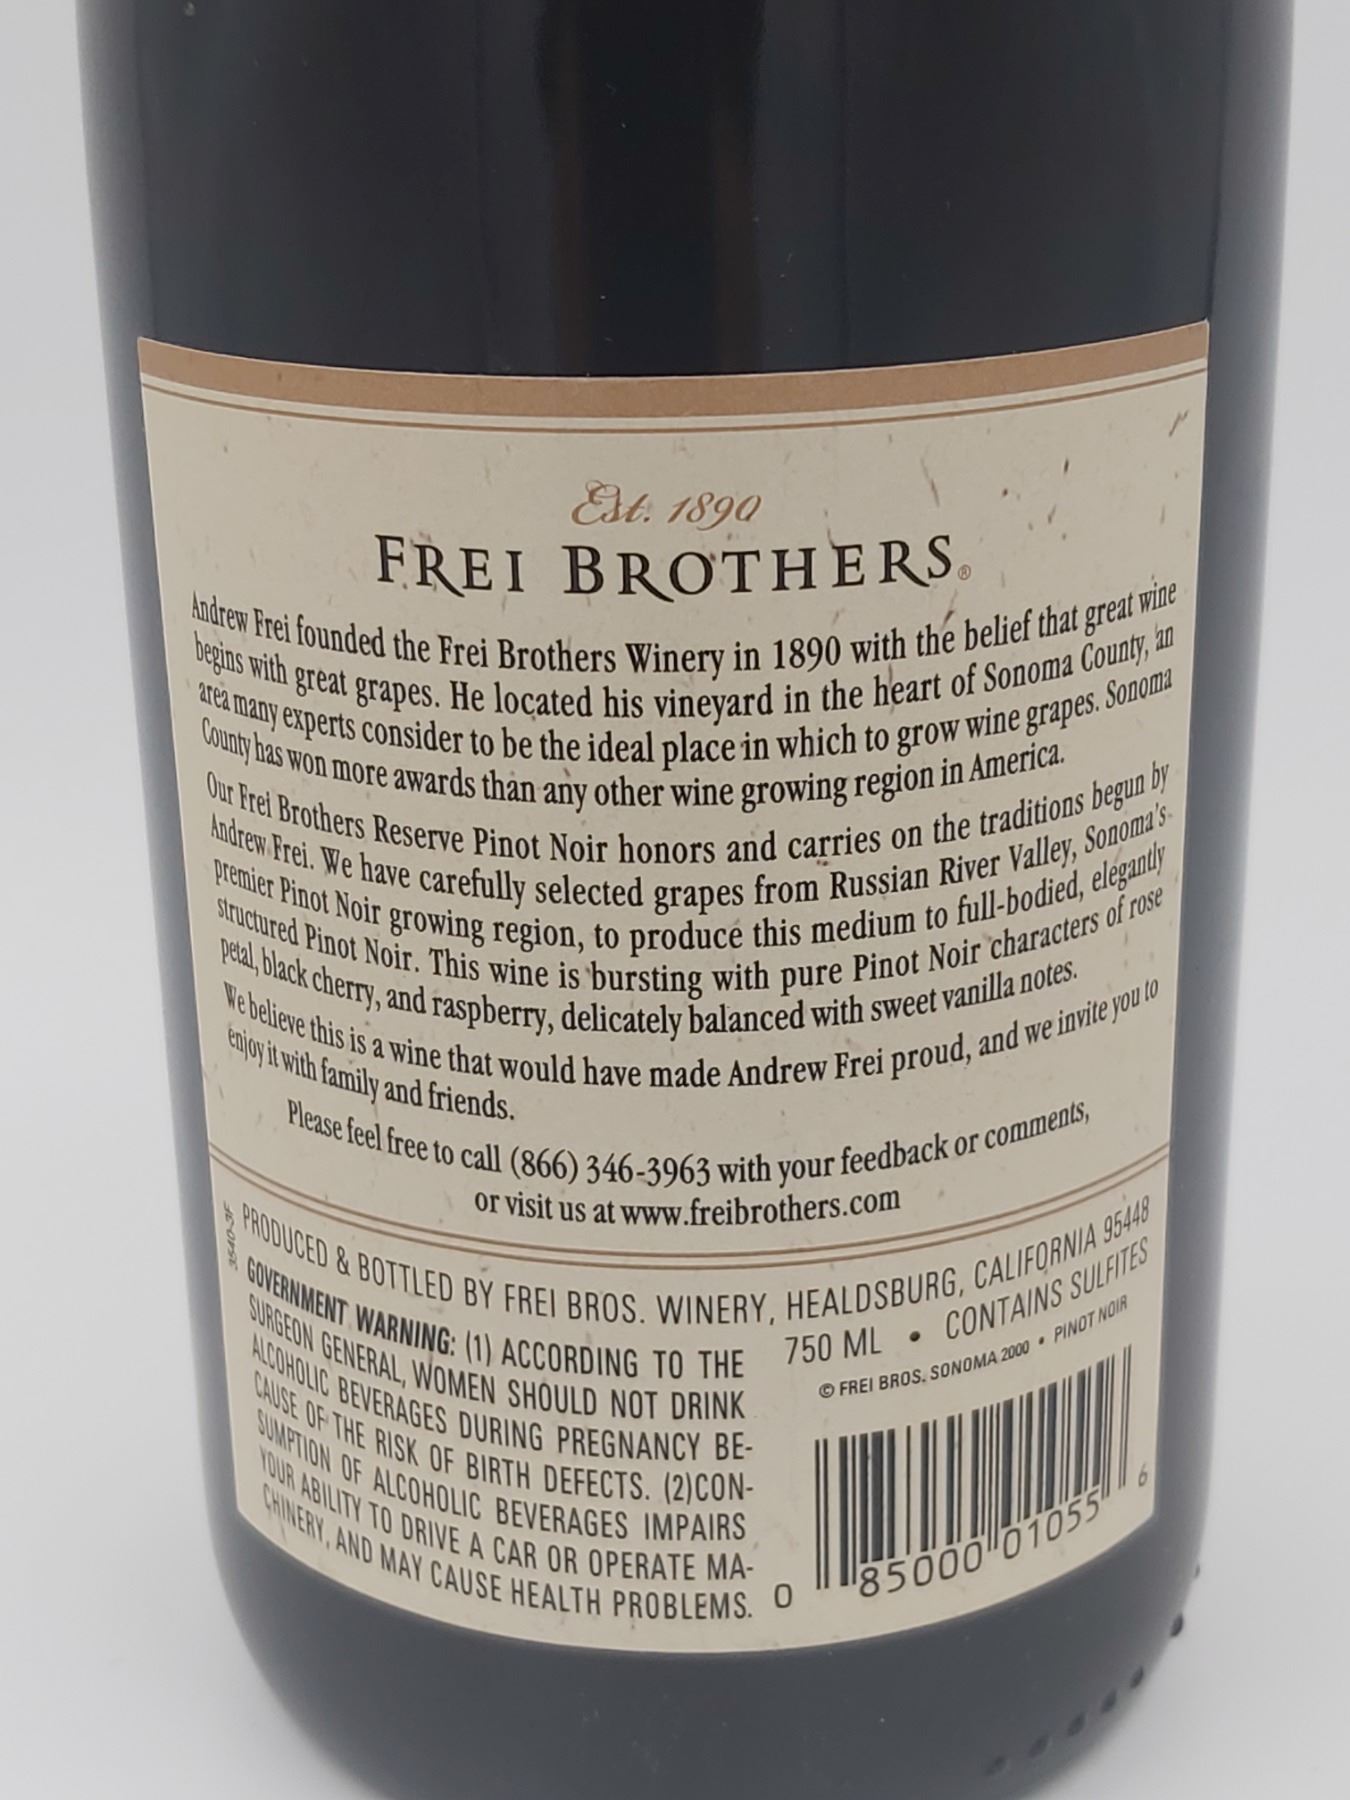 Est. 1890
FREI BROTHERS®
Andrew Frei founded the Frei Brothers Winery in 1890 with the belief that great wine
begins with great grapes. He located his vineyard in the heart of Sonoma County, an
area many experts consider to be the ideal place in which to grow wine grapes. Sonoma
County has won more awards than any other wine growing region in America.
Our Frei Brothers Reserve Pinot Noir honors and carries on the traditions begun by
Andrew Frei. We have carefully selected grapes from Russian River Valley, Sonoma's
premier Pinot Noir growing region, to produce this medium to full-bodied, elegantly
structured Pinot Noir. This wine is bursting with pure Pinot Noir characters of rose
petal, black cherry, and raspberry, delicately balanced with sweet vanilla notes.
We believe this is a wine that would have made Andrew Frei proud, and we invite you to
enjoy it with family and friends.
Please feel free to call (866) 346-3963 with your feedback or comments,
or visit us at www.freibrothers.com
3540-3F
PRODUCED & BOTTLED BY FREI BROS. WINERY, HEALDSBURG, CALIFORNIA 95448
GOVERNMENT WARNING: (1) ACCORDING TO THE
SURGEON GENERAL, WOMEN SHOULD NOT DRINK
ALCOHOLIC BEVERAGES DURING PREGNANCY BE-
CAUSE OF THE RISK OF BIRTH DEFECTS. (2)CON-
SUMPTION OF ALCOHOLIC BEVERAGES IMPAIRS
YOUR ABILITY TO DRIVE A CAR OR OPERATE MA-
CHINERY, AND MAY CAUSE HEALTH PROBLEMS.
750 ML • CONTAINS SULFITES
© FREI BROS. SONOMA 2000 • PINOT NOIR
0 85000 01055 6